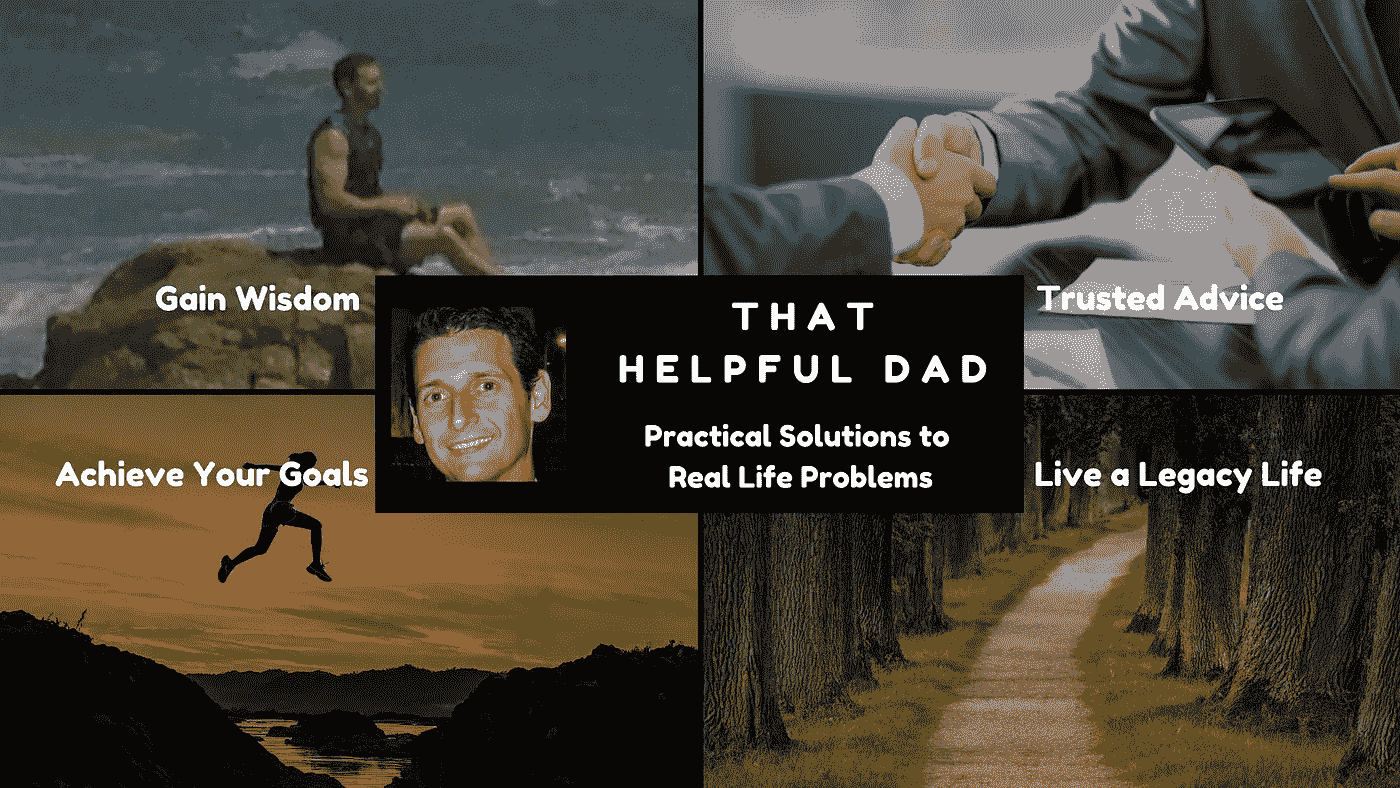 Gain Wisdom
Trusted Advice
THAT
HELPFUL DAD
Practical Solutions to
Real Life Problems
Achieve Your Goals
Live a Legacy Life